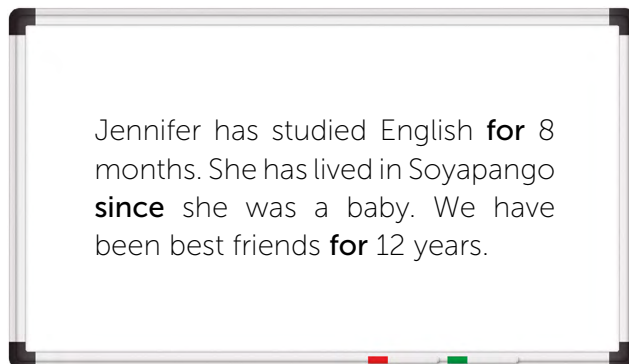 Jennifer has studied English for 8
months. She has lived in Soyapango
since she was a baby. We have
been best friends for 12 years.